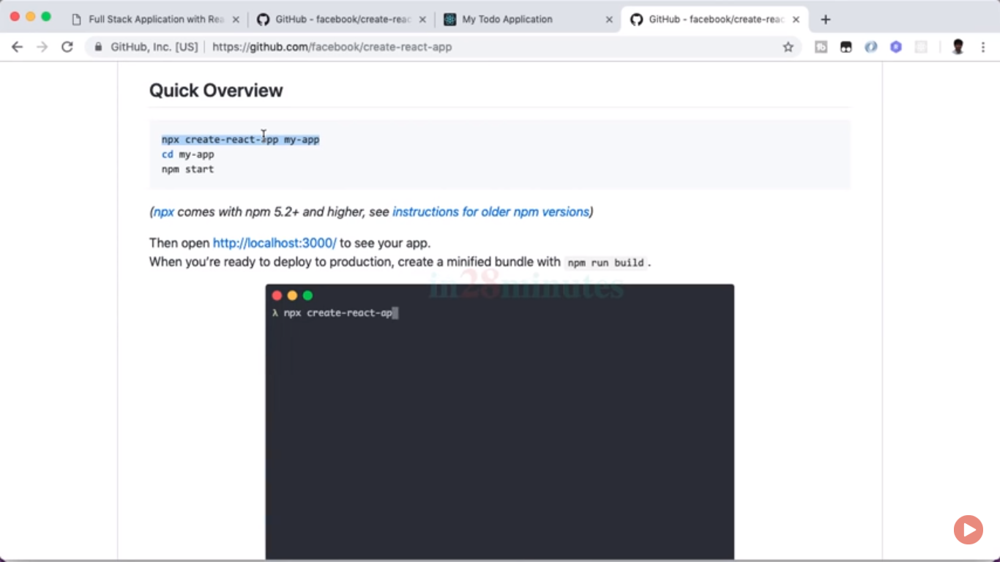 Full Stack Application with Rea
GitHub - facebook/create-reac
My Todo Application
GitHub - facebook/create-reac
GitHub, Inc. [US] https://github.com/facebook/create-react-app
Quick Overview
npx create-react-app my-app
cd my-app
npm start
(npx comes with npm 5.2+ and higher, see instructions for older npm versions)
Then open http://localhost:3000/ to see your app.
When you’re ready to deploy to production, create a minified bundle with npm run build.
in28minutes
λ npx create-react-ap